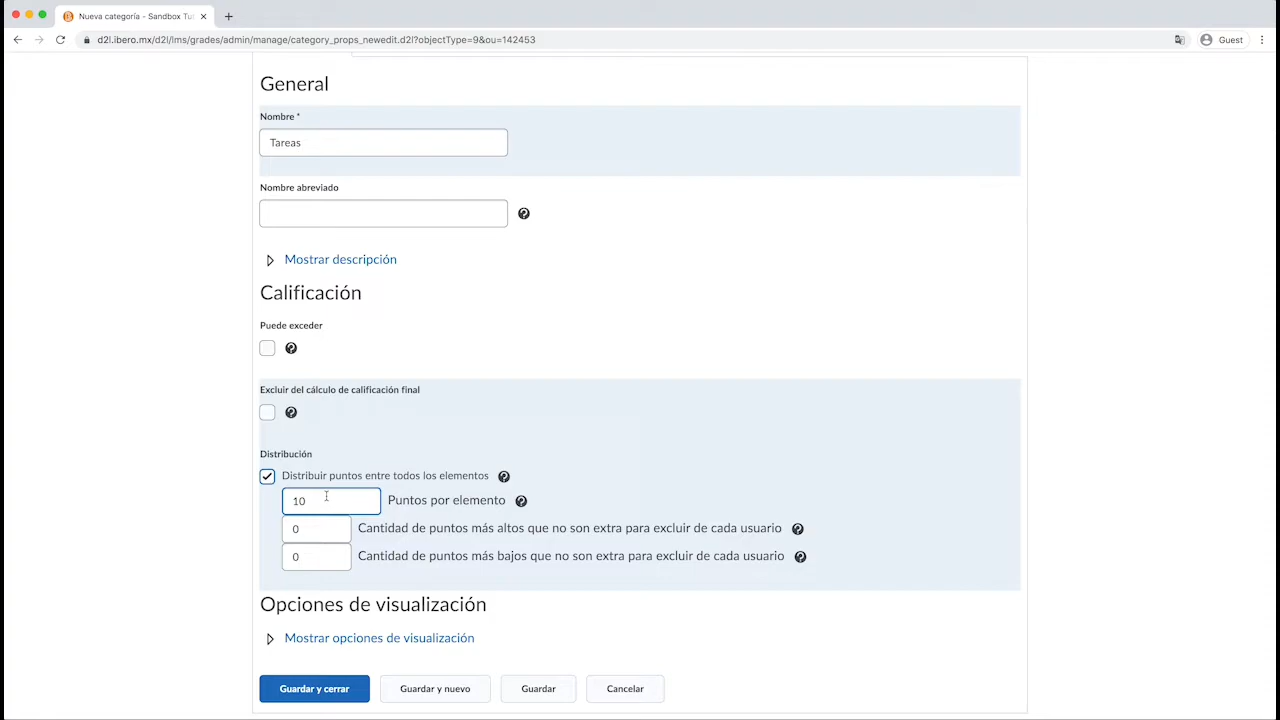 Nueva categoría - Sandbox Tu
d2l.ibero.mx/d2l/lms/grades/admin/manage/category_props_newedit.d2l?objectType=9&ou=142453
Guest
General
Nombre *
Tareas
Nombre abreviado
Mostrar descripción
Calificación
Puede exceder
Excluir del cálculo de calificación final
Distribución
Distribuir puntos entre todos los elementos
10 Puntos por elemento
0 Cantidad de puntos más altos que no son extra para excluir de cada usuario
0 Cantidad de puntos más bajos que no son extra para excluir de cada usuario
Opciones de visualización
Mostrar opciones de visualización
Guardar y cerrar Guardar y nuevo Guardar Cancelar